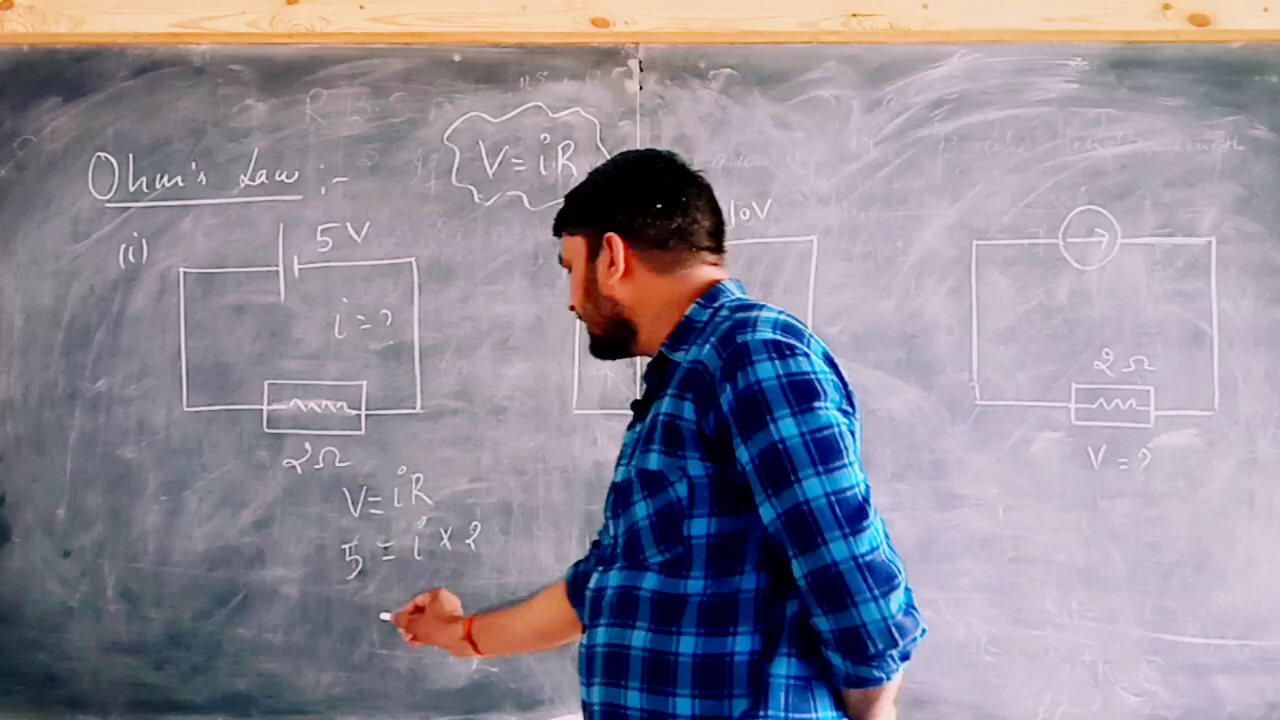 V = iR
Ohm's Law :-
(i)
5V
i = ?
2Ω
V = iR
5 = i × 2
10V
2Ω
V = ?